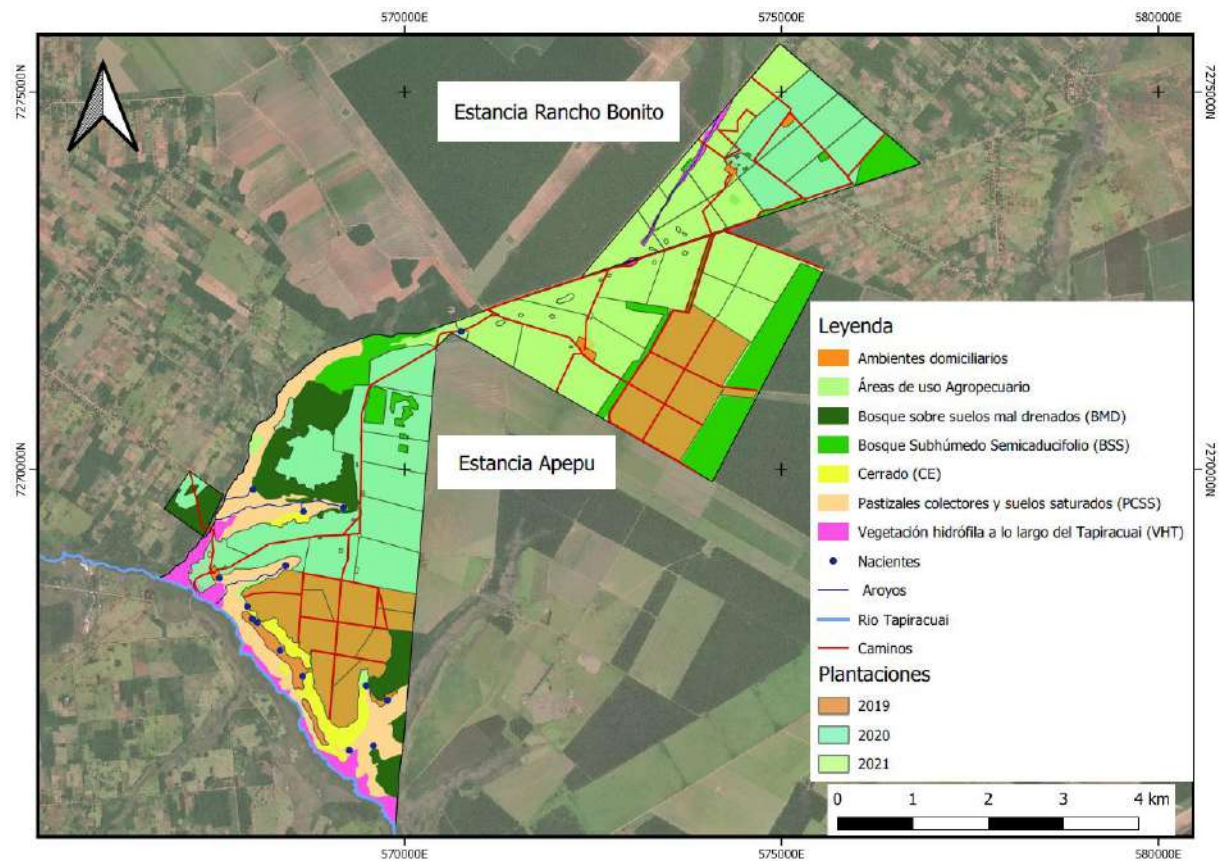 570000E
575000E
580000E
7275000N
7275000N
Estancia Rancho Bonito
Estancia Apepu
7270000N
7270000N
Leyenda
Ambientes domiciliarios
Áreas de uso Agropecuario
Bosque sobre suelos mal drenados (BMD)
Bosque Subhúmedo Semicaducifolio (BSS)
Cerrado (CE)
Pastizales colectores y suelos saturados (PCSS)
Vegetación hidrófila a lo largo del Tapiracuai (VHT)
Nacientes
Aroyos
Rio Tapiracuai
Caminos
Plantaciones
2019
2020
2021
0 1 2 3 4 km
570000E
575000E
580000E